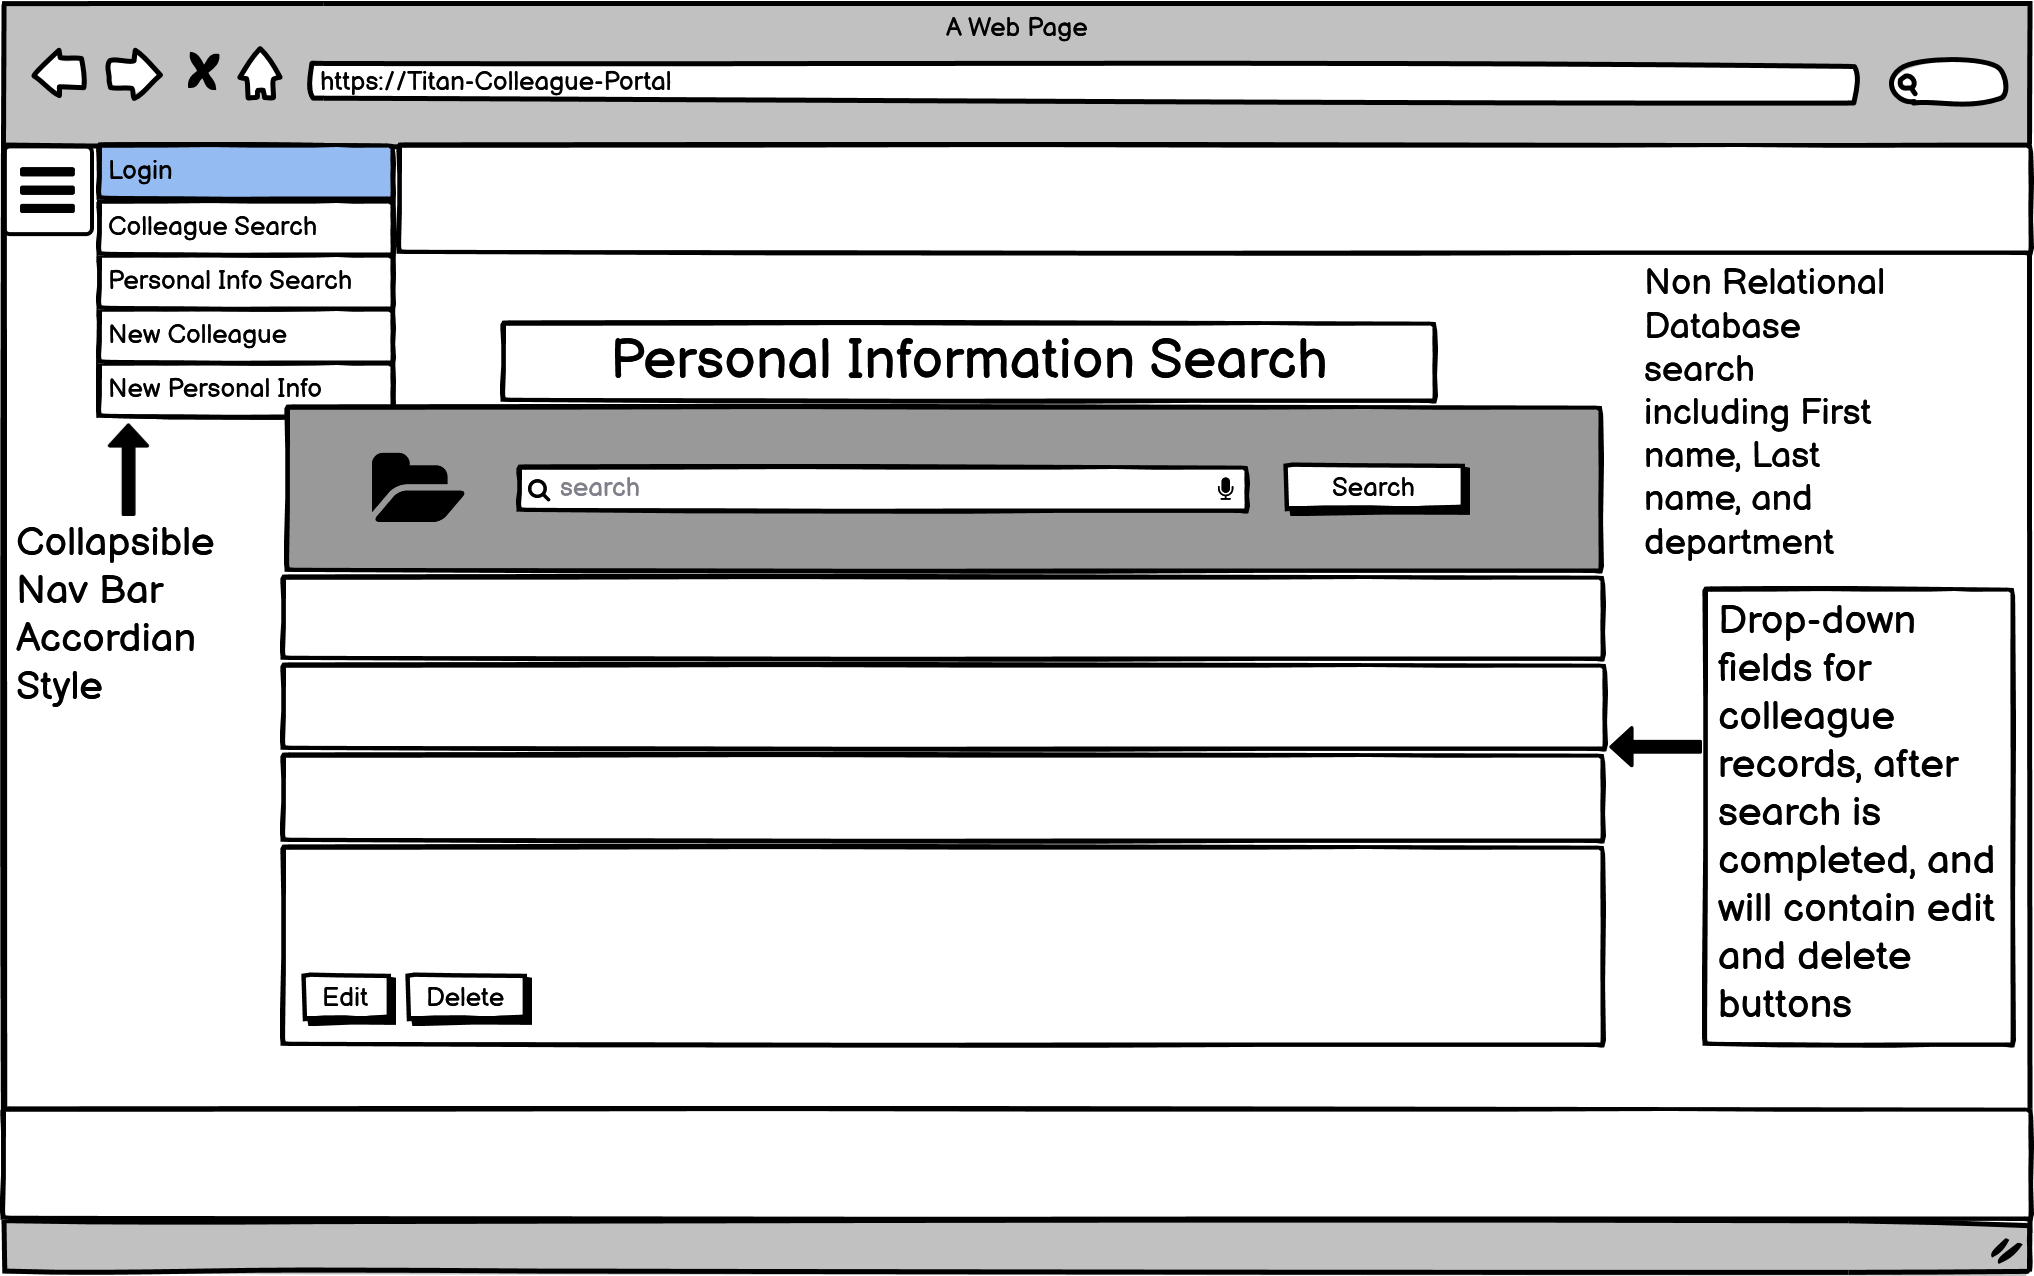 A Web Page
https://Titan-Colleague-Portal
Login
Colleague Search
Personal Info Search
New Colleague
New Personal Info
Collapsible
Nav Bar
Accordian
Style
Personal Information Search
search
Search
Edit
Delete
Non Relational
Database
search
including First
name, Last
name, and
department
Drop-down
fields for
colleague
records, after
search is
completed, and
will contain edit
and delete
buttons